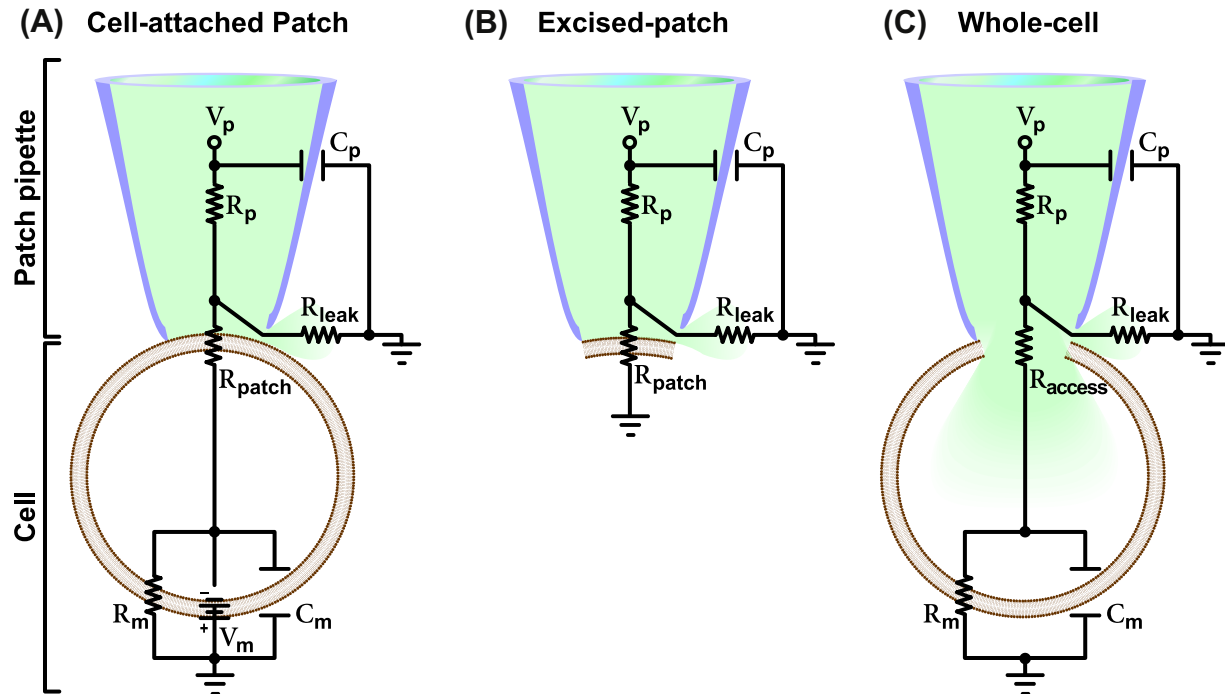 (A) Cell-attached Patch
(B) Excised-patch
(C) Whole-cell
Patch pipette
Cell
Vp
Cp
Rp
Rleak
Rpatch
Rm
−
+
Vm
Cm
Vp
Cp
Rp
Rleak
Rpatch
Vp
Cp
Rp
Rleak
Raccess
Rm
Cm